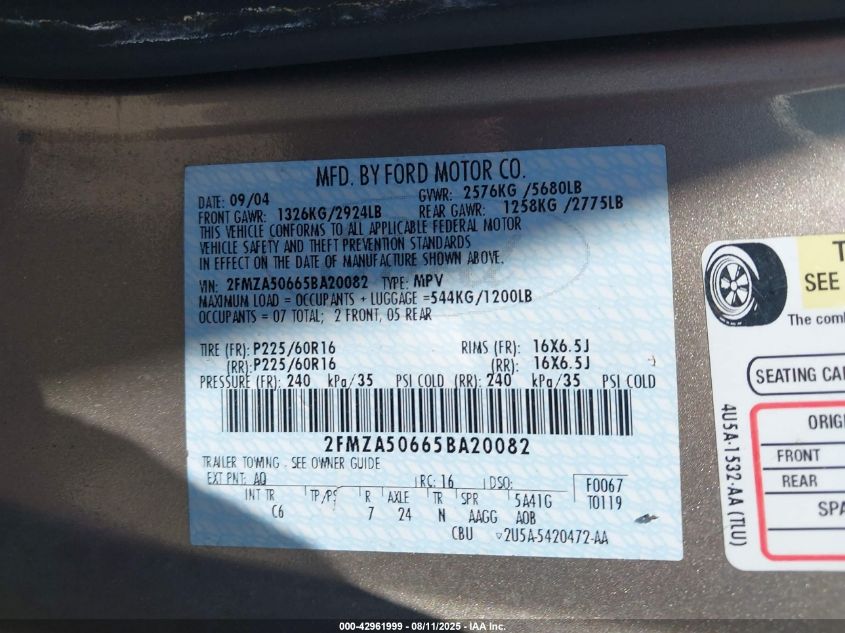 MFD. BY FORD MOTOR CO.
DATE: 09/04 GVWR: 2576KG /5680LB
FRONT GAWR: 1326KG/2924LB REAR GAWR: 1258KG /2775LB
THIS VEHICLE CONFORMS TO ALL APPLICABLE FEDERAL MOTOR
VEHICLE SAFETY AND THEFT PREVENTION STANDARDS
IN EFFECT ON THE DATE OF MANUFACTURE SHOWN ABOVE.
VIN: 2FMZA50665BA20082 TYPE: MPV
MAXIMUM LOAD = OCCUPANTS + LUGGAGE =544KG/1200LB
OCCUPANTS = 07 TOTAL; 2 FRONT, 05 REAR
TIRE (FR): P225/60R16 RIMS (FR): 16X6.5J
(RR): P225/60R16 (RR): 16X6.5J
PRESSURE (FR): 240 kPa/35 PSI COLD (RR): 240 kPa/35 PSI COLD
2FMZA50665BA20082
TRAILER TOWING - SEE OWNER GUIDE
EXT PNT: AQ RC: 16 DSO: F0067
INT TR TP/PS R AXLE TR SPR 5A41G T0119
C6 7 24 N AAGG AOB
CBU 2U5A-5420472-AA
T
SEE
The com
SEATING CA
ORIG
FRONT
REAR
SPA
4U5A-1532-AA (TLU)
000-42961999 - 08/11/2025 - IAA Inc.